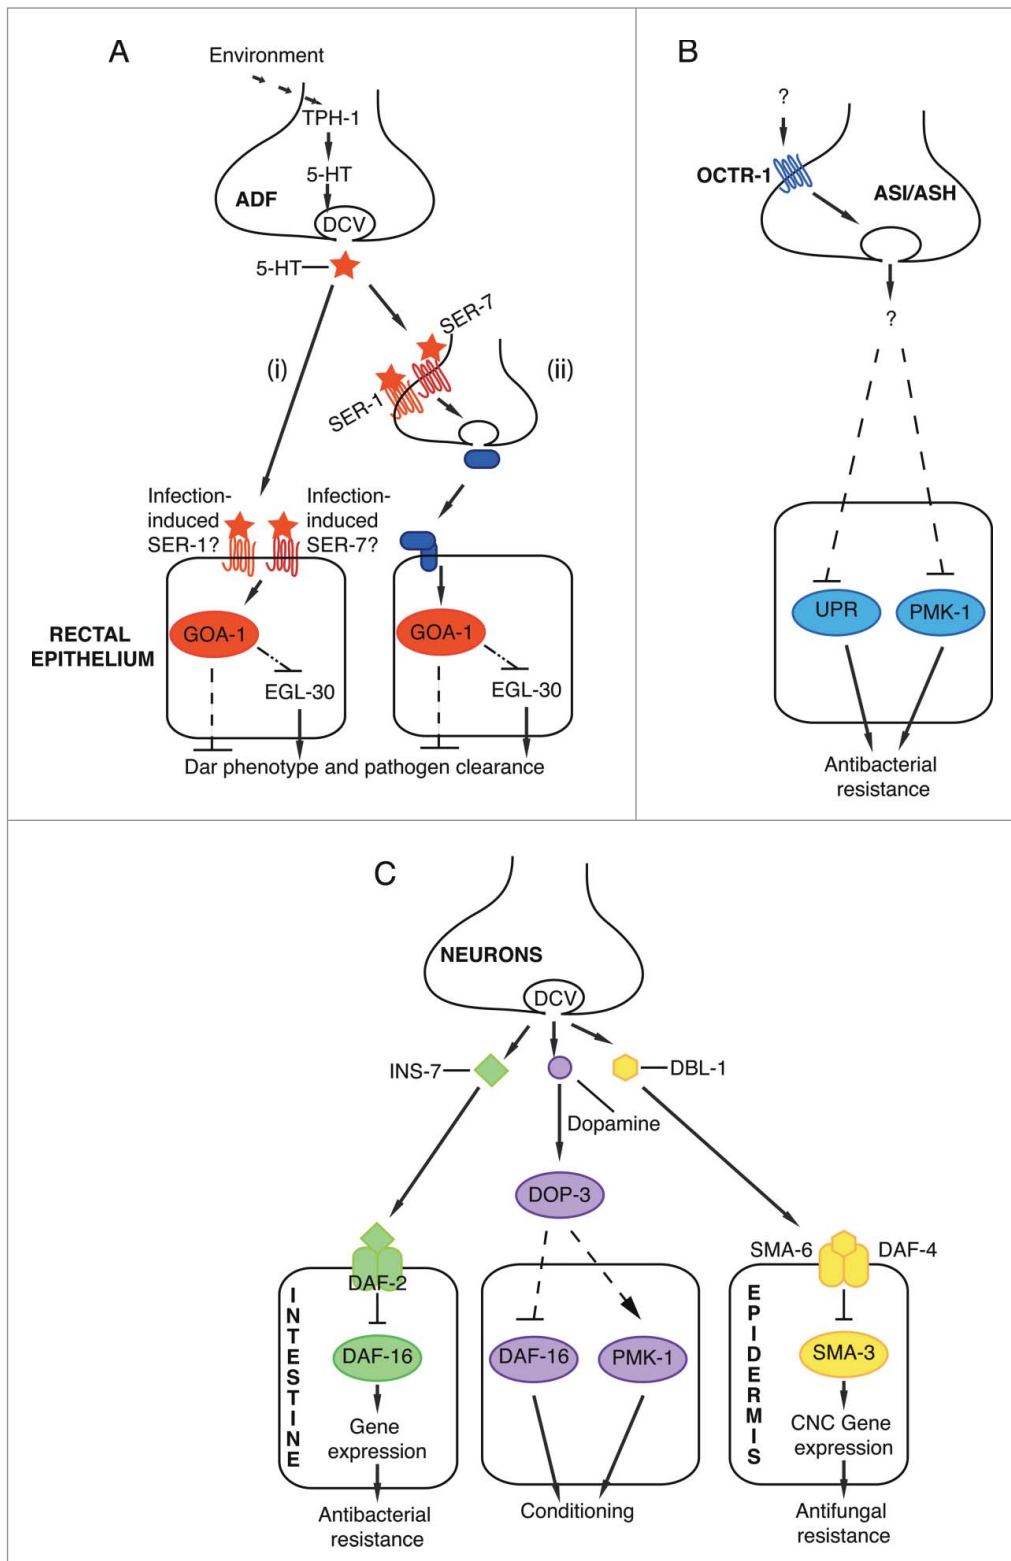 A
Environment
TPH-1
5-HT
ADF
DCV
5-HT
SER-7
(i)
(ii)
SER-1
Infection-
induced
SER-1?
Infection-
induced
SER-7?
RECTAL
EPITHELIUM
GOA-1
EGL-30
GOA-1
EGL-30
Dar phenotype and pathogen clearance
B
?
OCTR-1
ASI/ASH
?
UPR
PMK-1
Antibacterial
resistance
C
NEURONS
DCV
INS-7
DBL-1
Dopamine
DOP-3
DAF-2
INTESTINE
DAF-16
Gene
expression
Antibacterial
resistance
DAF-16
PMK-1
Conditioning
SMA-6
DAF-4
EPIDERMIS
SMA-3
CNC Gene
expression
Antifungal
resistance